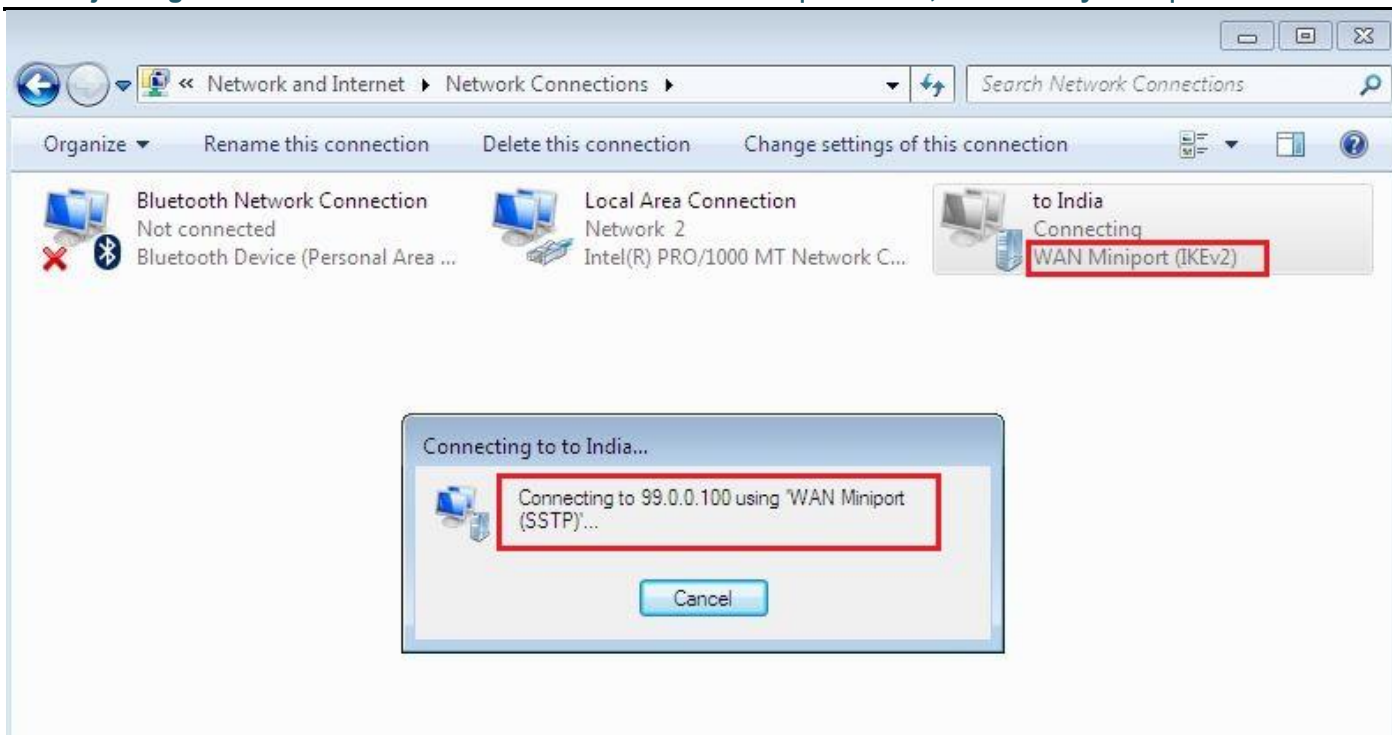 « Network and Internet ▸ Network Connections ▸
Search Network Connections
Organize ▼ Rename this connection Delete this connection Change settings of this connection
Bluetooth Network Connection
Not connected
Bluetooth Device (Personal Area ...
Local Area Connection
Network 2
Intel(R) PRO/1000 MT Network C...
to India
Connecting
WAN Miniport (IKEv2)
Connecting to to India...
Connecting to 99.0.0.100 using 'WAN Miniport
(SSTP)'...
Cancel